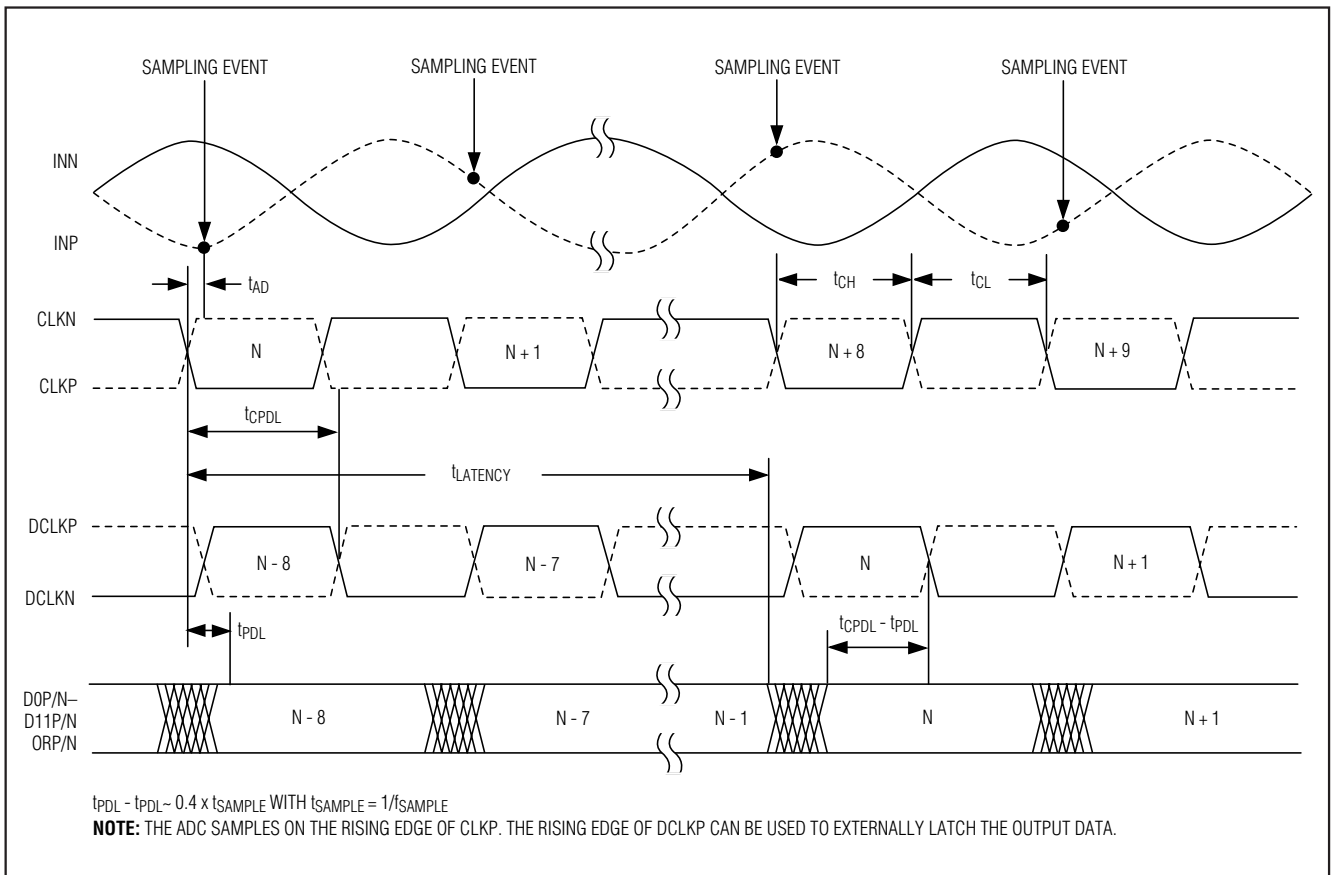 SAMPLING EVENT
SAMPLING EVENT
SAMPLING EVENT
SAMPLING EVENT
INN
INP
tAD
tCH
tCL
CLKN
N
N + 1
N + 8
N + 9
CLKP
tCPDL
tLATENCY
DCLKP
N - 8
N - 7
N
N + 1
DCLKN
tPDL
tCPDL - tPDL
D0P/N–
D11P/N
ORP/N
N - 8
N - 7
N - 1
N
N + 1
tPDL - tPDL~ 0.4 x tSAMPLE WITH tSAMPLE = 1/fSAMPLE
NOTE: THE ADC SAMPLES ON THE RISING EDGE OF CLKP. THE RISING EDGE OF DCLKP CAN BE USED TO EXTERNALLY LATCH THE OUTPUT DATA.